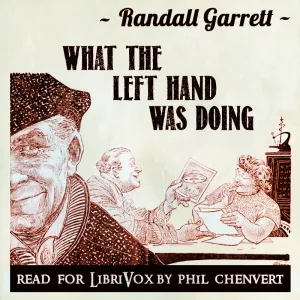 ~ Randall Garrett ~
WHAT THE
LEFT HAND
WAS DOING
READ FOR LIBRIVOX BY PHIL CHENVERT